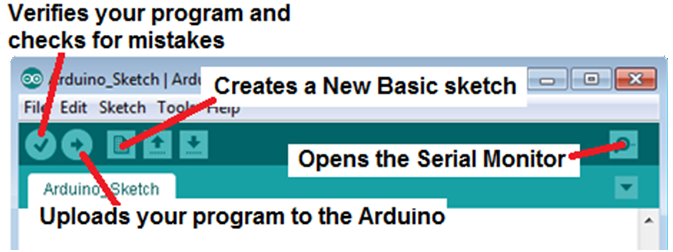 Verifies your program and
checks for mistakes
Arduino_Sketch | Ardu
Creates a New Basic sketch
File Edit Sketch Tools Help
Opens the Serial Monitor
Arduino_Sketch
Uploads your program to the Arduino